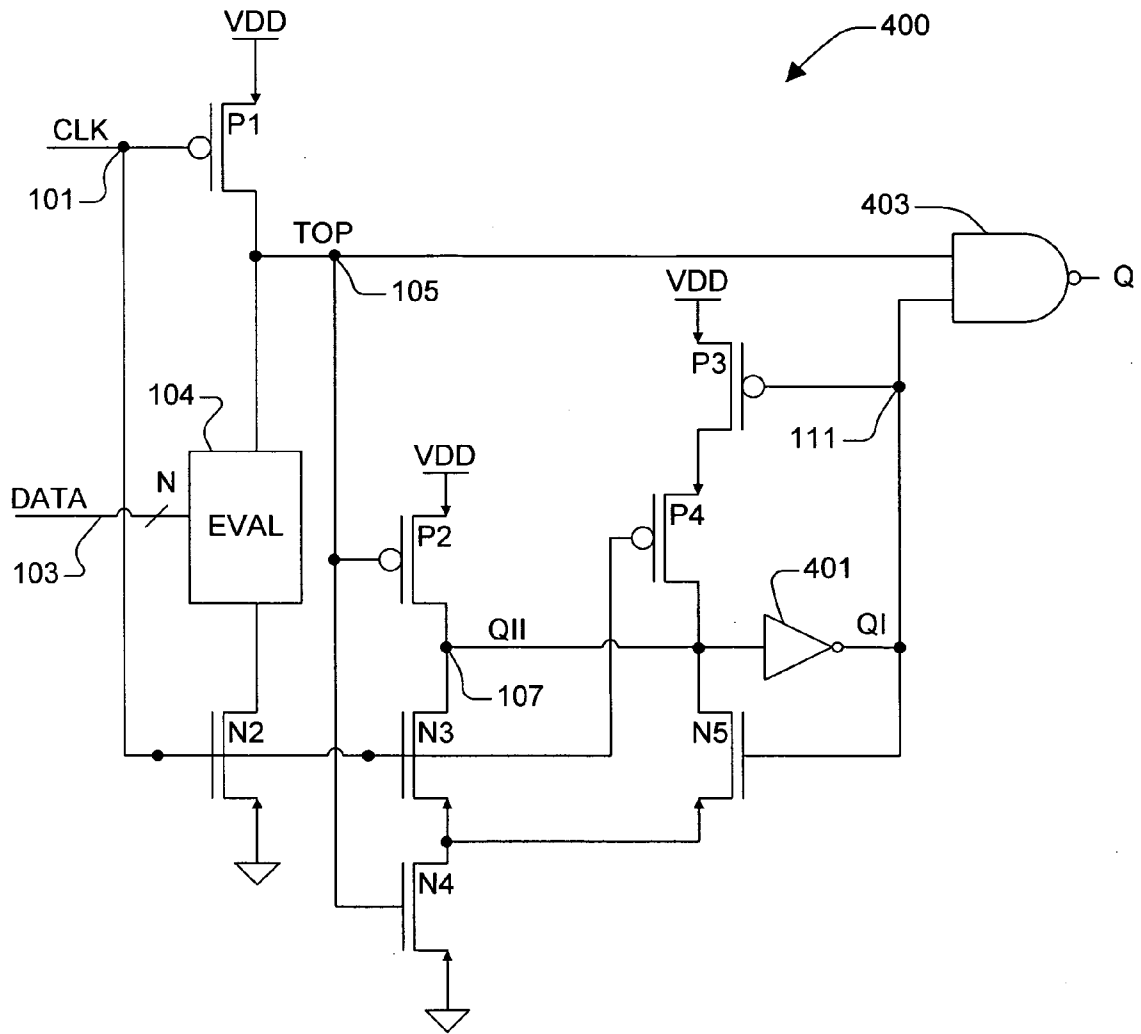 VDD
400
CLK
P1
101
403
TOP
Q
105
VDD
P3
104
111
VDD
DATA
N
EVAL
P2
P4
103
401
QII
QI
107
N2
N3
N5
N4